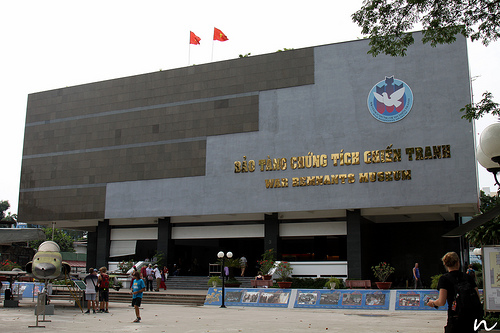 BẢO TÀNG CHỨNG TÍCH CHIẾN TRANH
WAR REMNANTS MUSEUM